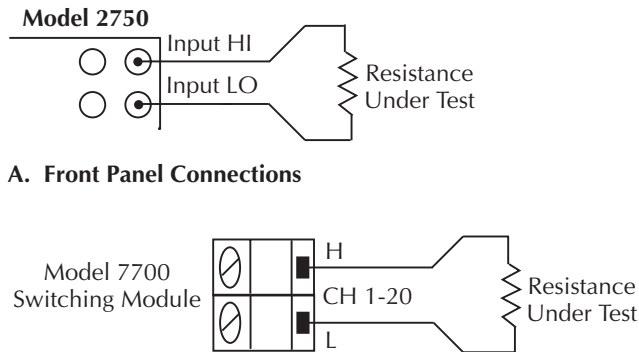 Model 2750
Input HI
Input LO
Resistance
Under Test
A. Front Panel Connections
Model 7700
Switching Module
H
CH 1-20
L
Resistance
Under Test